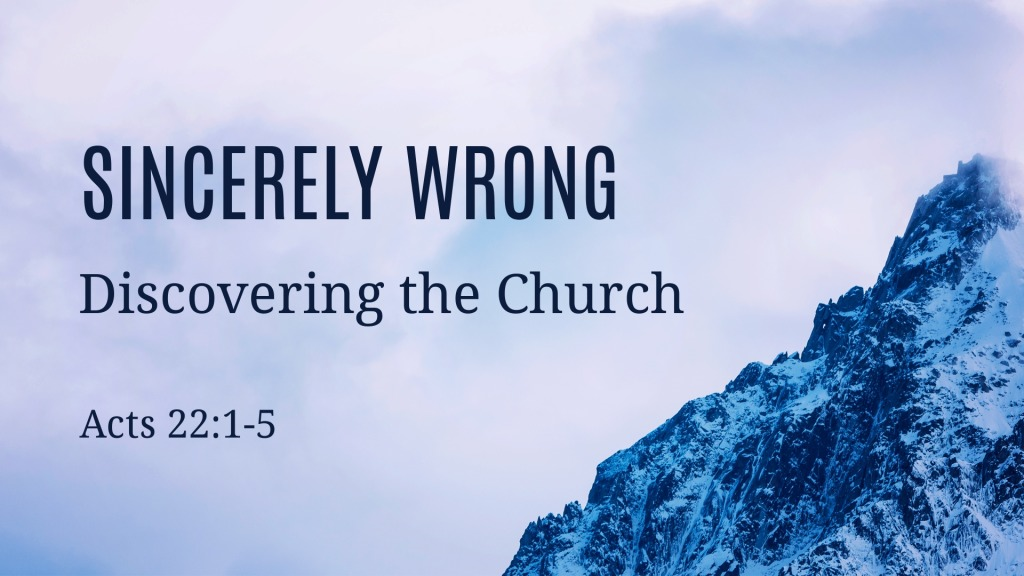 SINCERELY WRONG
Discovering the Church
Acts 22:1-5